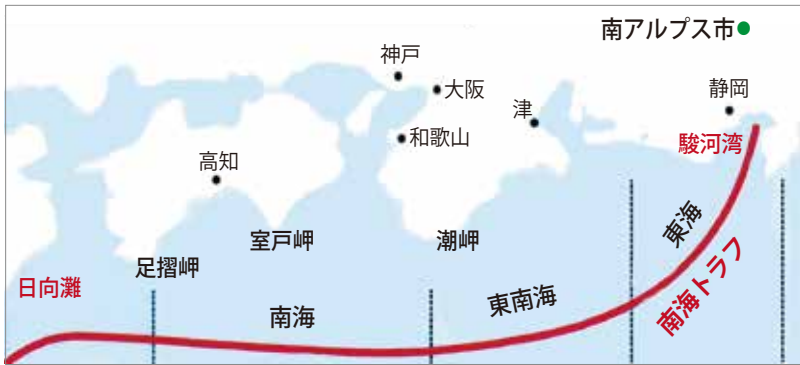 南アルプス市
神戸
大阪
静岡
津
和歌山
駿河湾
高知
東海
室戸岬
潮岬
足摺岬
南海トラフ
日向灘
東南海
南海